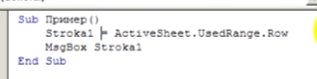 Sub Пример()
Stroka1 = ActiveSheet.UsedRange.Row
MsgBox Stroka1
End Sub